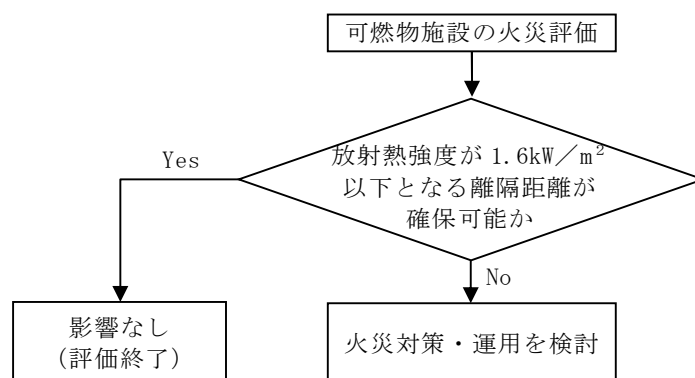 可燃物施設の火災評価
Yes
放射熱強度が 1.6kW／m²
以下となる離隔距離が
確保可能か
No
影響なし
(評価終了)
火災対策・運用を検討